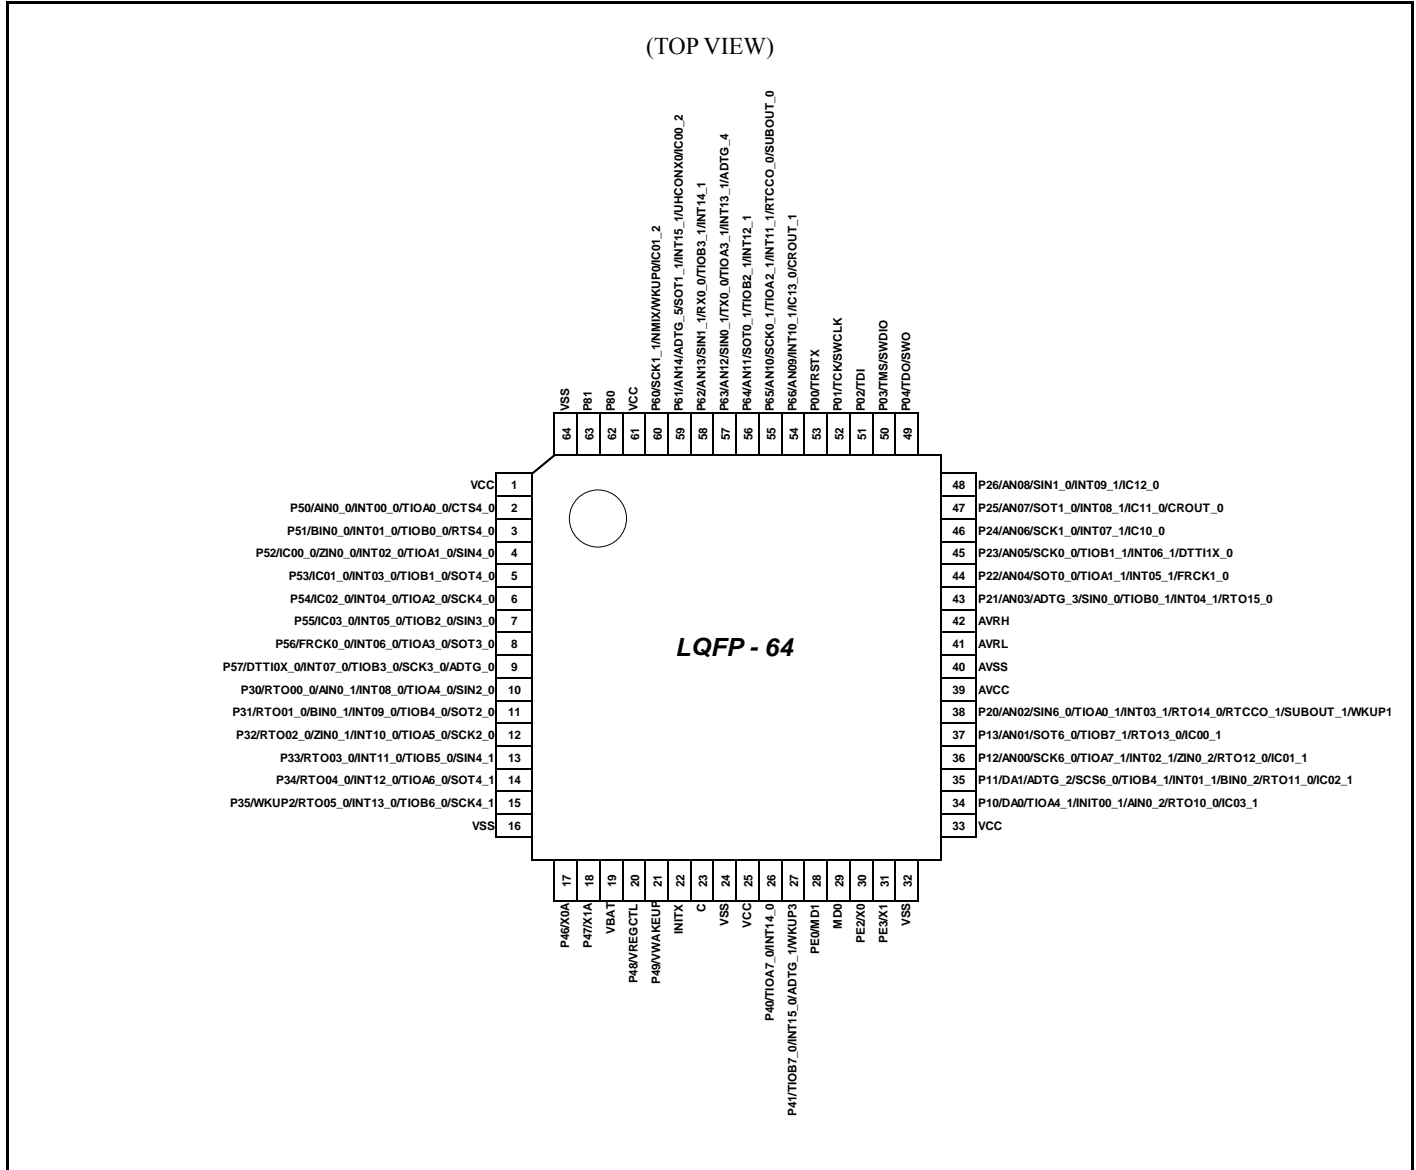 (TOP VIEW)
VSS
P81
P80
VCC
P60/SCK1_1/NMIX/WKUP0/IC01_2
P61/AN14/ADTG_5/SOT1_1/INT15_1/UHCONX0/IC00_2
P62/AN13/SIN1_1/RX0_0/TIOB3_1/INT14_1
P63/AN12/SIN0_1/TX0_0/TIOA3_1/INT13_1/ADTG_4
P64/AN11/SOT0_1/TIOB2_1/INT12_1
P65/AN10/SCK0_1/TIOA2_1/INT11_1/RTCCO_0/SUBOUT_0
P66/AN09/INT10_1/IC13_0/CROUT_1
P00/TRSTX
P01/TCK/SWCLK
P02/TDI
P03/TMS/SWDIO
P04/TDO/SWO
64
63
62
61
60
59
58
57
56
55
54
53
52
51
50
49
VCC 1
P50/AIN0_0/INT00_0/TIOA0_0/CTS4_0 2
P51/BIN0_0/INT01_0/TIOB0_0/RTS4_0 3
P52/IC00_0/ZIN0_0/INT02_0/TIOA1_0/SIN4_0 4
P53/IC01_0/INT03_0/TIOB1_0/SOT4_0 5
P54/IC02_0/INT04_0/TIOA2_0/SCK4_0 6
P55/IC03_0/INT05_0/TIOB2_0/SIN3_0 7
P56/FRCK0_0/INT06_0/TIOA3_0/SOT3_0 8
P57/DTTI0X_0/INT07_0/TIOB3_0/SCK3_0/ADTG_0 9
P30/RTO00_0/AIN0_1/INT08_0/TIOA4_0/SIN2_0 10
P31/RTO01_0/BIN0_1/INT09_0/TIOB4_0/SOT2_0 11
P32/RTO02_0/ZIN0_1/INT10_0/TIOA5_0/SCK2_0 12
P33/RTO03_0/INT11_0/TIOB5_0/SIN4_1 13
P34/RTO04_0/INT12_0/TIOA6_0/SOT4_1 14
P35/WKUP2/RTO05_0/INT13_0/TIOB6_0/SCK4_1 15
VSS 16
LQFP - 64
48 P26/AN08/SIN1_0/INT09_1/IC12_0
47 P25/AN07/SOT1_0/INT08_1/IC11_0/CROUT_0
46 P24/AN06/SCK1_0/INT07_1/IC10_0
45 P23/AN05/SCK0_0/TIOB1_1/INT06_1/DTTI1X_0
44 P22/AN04/SOT0_0/TIOA1_1/INT05_1/FRCK1_0
43 P21/AN03/ADTG_3/SIN0_0/TIOB0_1/INT04_1/RTO15_0
42 AVRH
41 AVRL
40 AVSS
39 AVCC
38 P20/AN02/SIN6_0/TIOA0_1/INT03_1/RTO14_0/RTCCO_1/SUBOUT_1/WKUP1
37 P13/AN01/SOT6_0/TIOB7_1/RTO13_0/IC00_1
36 P12/AN00/SCK6_0/TIOA7_1/INT02_1/ZIN0_2/RTO12_0/IC01_1
35 P11/DA1/ADTG_2/SCS6_0/TIOB4_1/INT01_1/BIN0_2/RTO11_0/IC02_1
34 P10/DA0/TIOA4_1/INIT00_1/AIN0_2/RTO10_0/IC03_1
33 VCC
17
18
19
20
21
22
23
24
25
26
27
28
29
30
31
32
P46/X0A
P47/X1A
VBAT
P48/VREGCTL
P49/VWAKEUP
INITX
C
VSS
VCC
P40/TIOA7_0/INT14_0
P41/TIOB7_0/INT15_0/ADTG_1/WKUP3
PE0/MD1
MD0
PE2/X0
PE3/X1
VSS